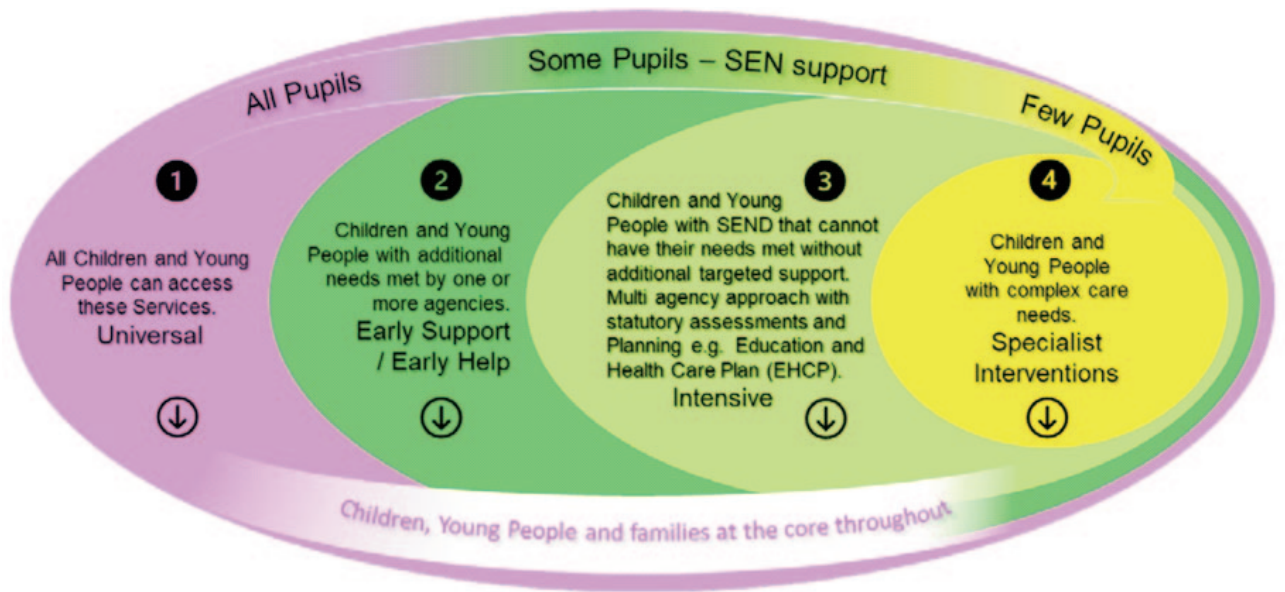 All Pupils
Some Pupils – SEN support
Few Pupils
1
All Children and Young
People can access
these Services.
Universal
2
Children and Young
People with additional
needs met by one or
more agencies.
Early Support
/ Early Help
3
Children and Young
People with SEND that cannot
have their needs met without
additional targeted support.
Multi agency approach with
statutory assessments and
Planning e.g. Education and
Health Care Plan (EHCP).
Intensive
4
Children and
Young People
with complex care
needs.
Specialist
Interventions
Children, Young People and families at the core throughout